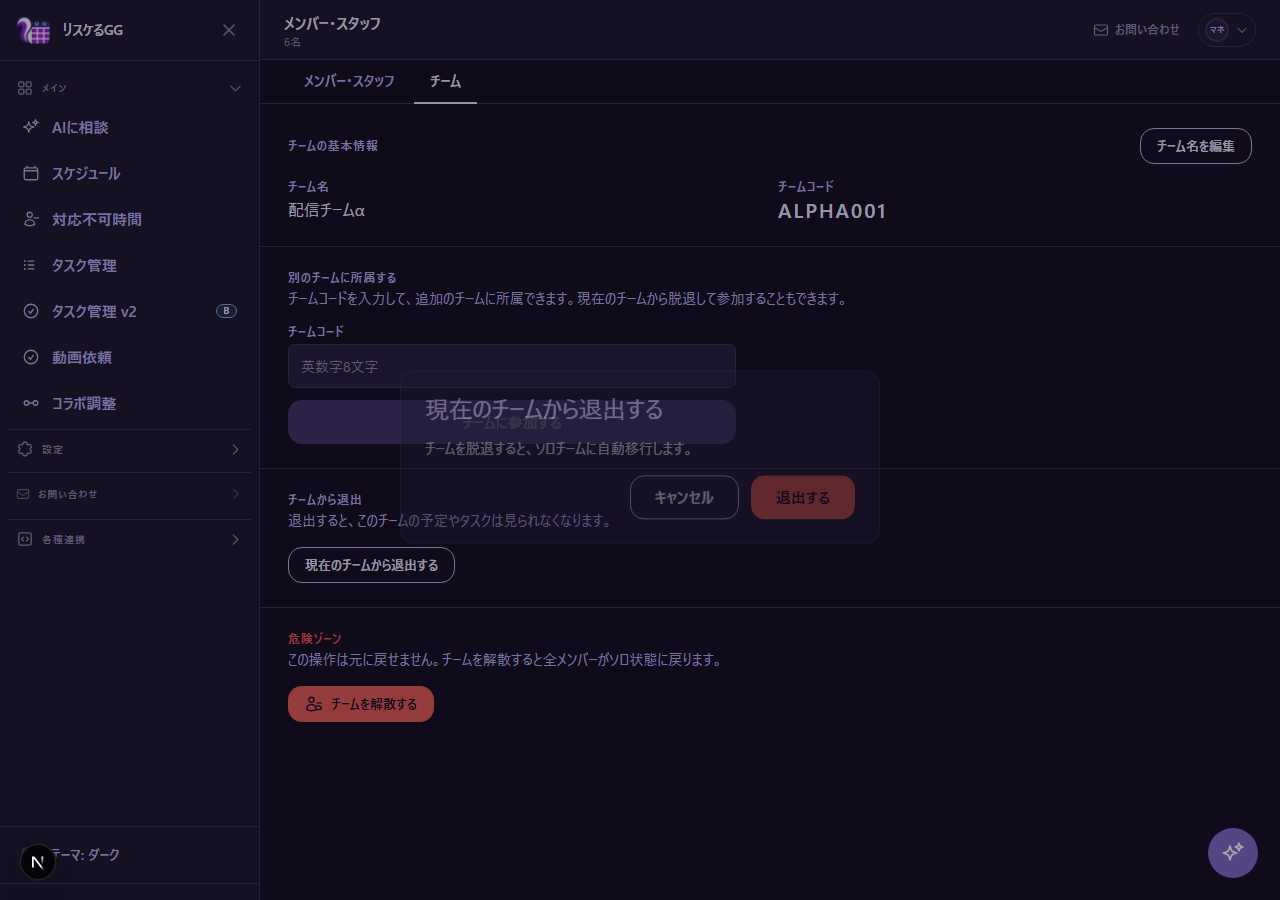 リスケるGG
メイン
AIに相談
スケジュール
対応不可時間
タスク管理
タスク管理 v2
B
動画依頼
コラボ調整
設定
お問い合わせ
各種連携
テーマ: ダーク
N
メンバー・スタッフ
6名
お問い合わせ
マネ
メンバー・スタッフ
チーム
チームの基本情報
チーム名を編集
チーム名
配信チームα
チームコード
ALPHA001
別のチームに所属する
チームコードを入力して、追加のチームに所属できます。現在のチームから脱退して参加することもできます。
チームコード
英数字8文字
チームに参加する
現在のチームから退出する
チームを脱退すると、ソロチームに自動移行します。
キャンセル
退出する
チームから退出
退出すると、このチームの予定やタスクは見られなくなります。
現在のチームから退出する
危険ゾーン
この操作は元に戻せません。チームを解散すると全メンバーがソロ状態に戻ります。
チームを解散する